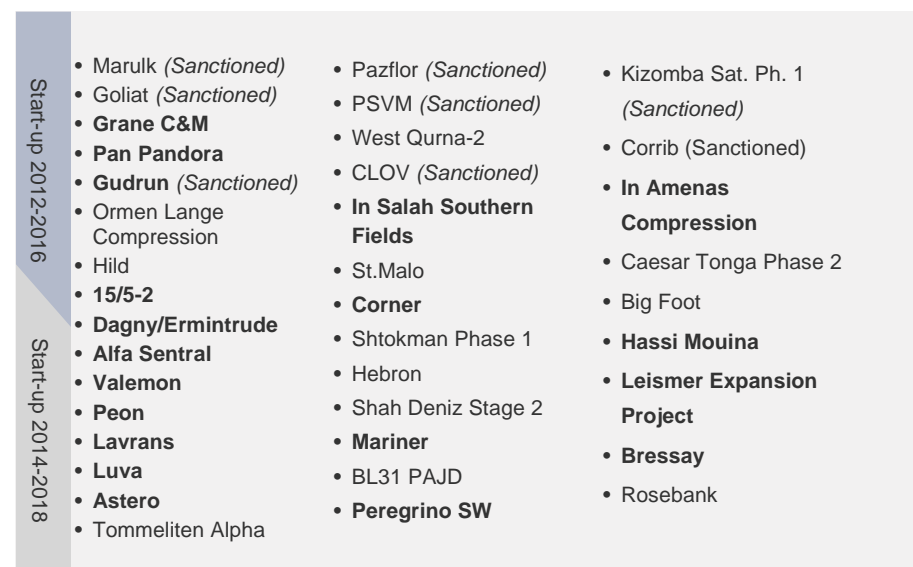 Start-up 2012-2016
Start-up 2014-2018
• Marulk (Sanctioned)
• Goliat (Sanctioned)
• Grane C&M
• Pan Pandora
• Gudrun (Sanctioned)
• Ormen Lange
Compression
• Hild
• 15/5-2
• Dagny/Ermintrude
• Alfa Sentral
• Valemon
• Peon
• Lavrans
• Luva
• Astero
• Tommeliten Alpha
• Pazflor (Sanctioned)
• PSVM (Sanctioned)
• West Qurna-2
• CLOV (Sanctioned)
• In Salah Southern
Fields
• St.Malo
• Corner
• Shtokman Phase 1
• Hebron
• Shah Deniz Stage 2
• Mariner
• BL31 PAJD
• Peregrino SW
• Kizomba Sat. Ph. 1
(Sanctioned)
• Corrib (Sanctioned)
• In Amenas
Compression
• Caesar Tonga Phase 2
• Big Foot
• Hassi Mouina
• Leismer Expansion
Project
• Bressay
• Rosebank